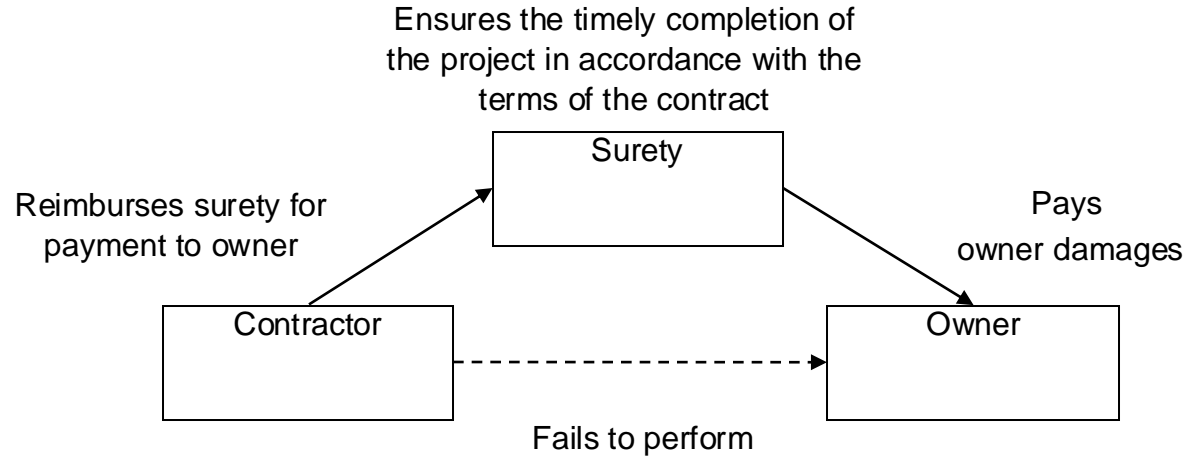 Ensures the timely completion of
the project in accordance with the
terms of the contract
Surety
Reimburses surety for
payment to owner
Pays
owner damages
Contractor
Owner
Fails to perform